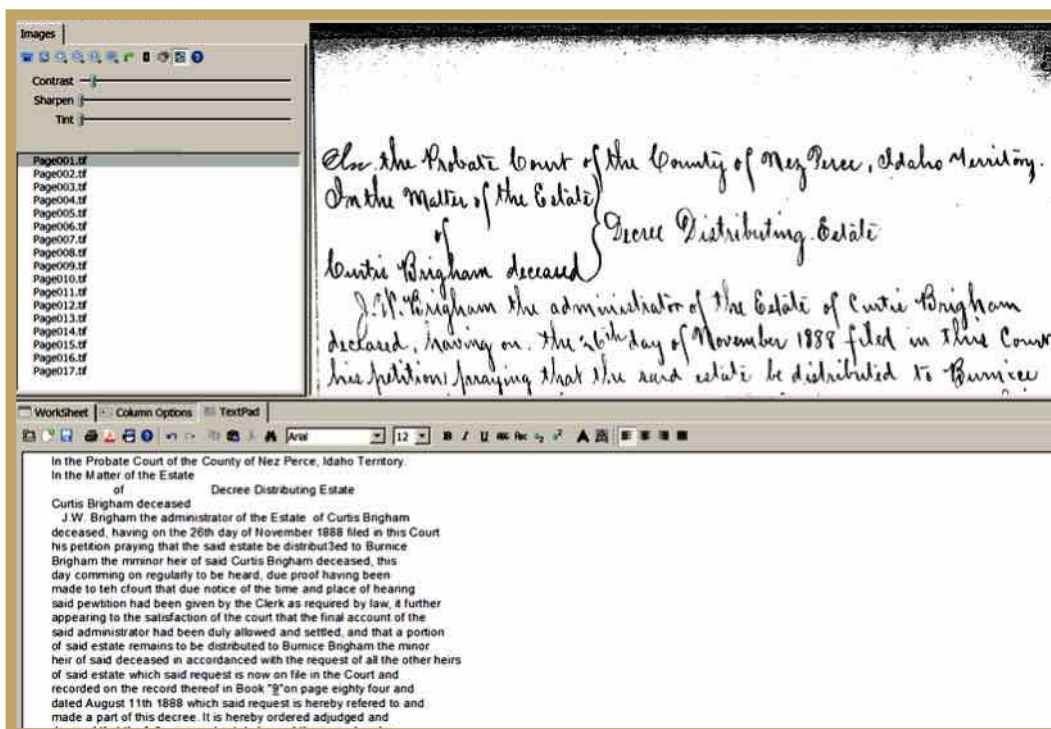 Images
Contrast
Sharpen
Tint
Page001.tif
Page002.tif
Page003.tif
Page004.tif
Page005.tif
Page006.tif
Page007.tif
Page008.tif
Page009.tif
Page010.tif
Page011.tif
Page012.tif
Page013.tif
Page014.tif
Page015.tif
Page016.tif
Page017.tif
In the Probate Court of the County of Nez Perce, Idaho Territory.
In the Matter of the Estate
of
Decree Distributing Estate
Curtis Brigham deceased
J.W. Brigham the administrator of the Estate of Curtis Brigham
deceased, having on the 26th day of November 1888 filed in this Court
his petition praying that the said estate be distributed to Burnice
WorkSheet Column Options TextPad
Arial 12 B I U ABC Abc
In the Probate Court of the County of Nez Perce, Idaho Territory.
In the Matter of the Estate
of Decree Distributing Estate
Curtis Brigham deceased
J.W. Brigham the administrator of the Estate of Curtis Brigham
deceased, having on the 26th day of November 1888 filed in this Court
his petition praying that the said estate be distribut3ed to Burnice
Brigham the mminor heir of said Curtis Brigham deceased, this
day comming on regularly to be heard, due proof having been
made to teh cfourt that due notice of the time and place of hearing
said pewtition had been given by the Clerk as required by law, it further
appearing to the satisfaction of the court that the final account of the
said administrator had been duly allowed and settled, and that a portion
of said estate remains to be distributed to Burnice Brigham the minor
heir of said deceased in accordanced with the request of all the other heirs
of said estate which said request is now on file in the Court and
recorded on the record thereof in Book "9"on page eighty four and
dated August 11th 1888 which said request is hereby refered to and
made a part of this decree. It is hereby ordered adjudged and